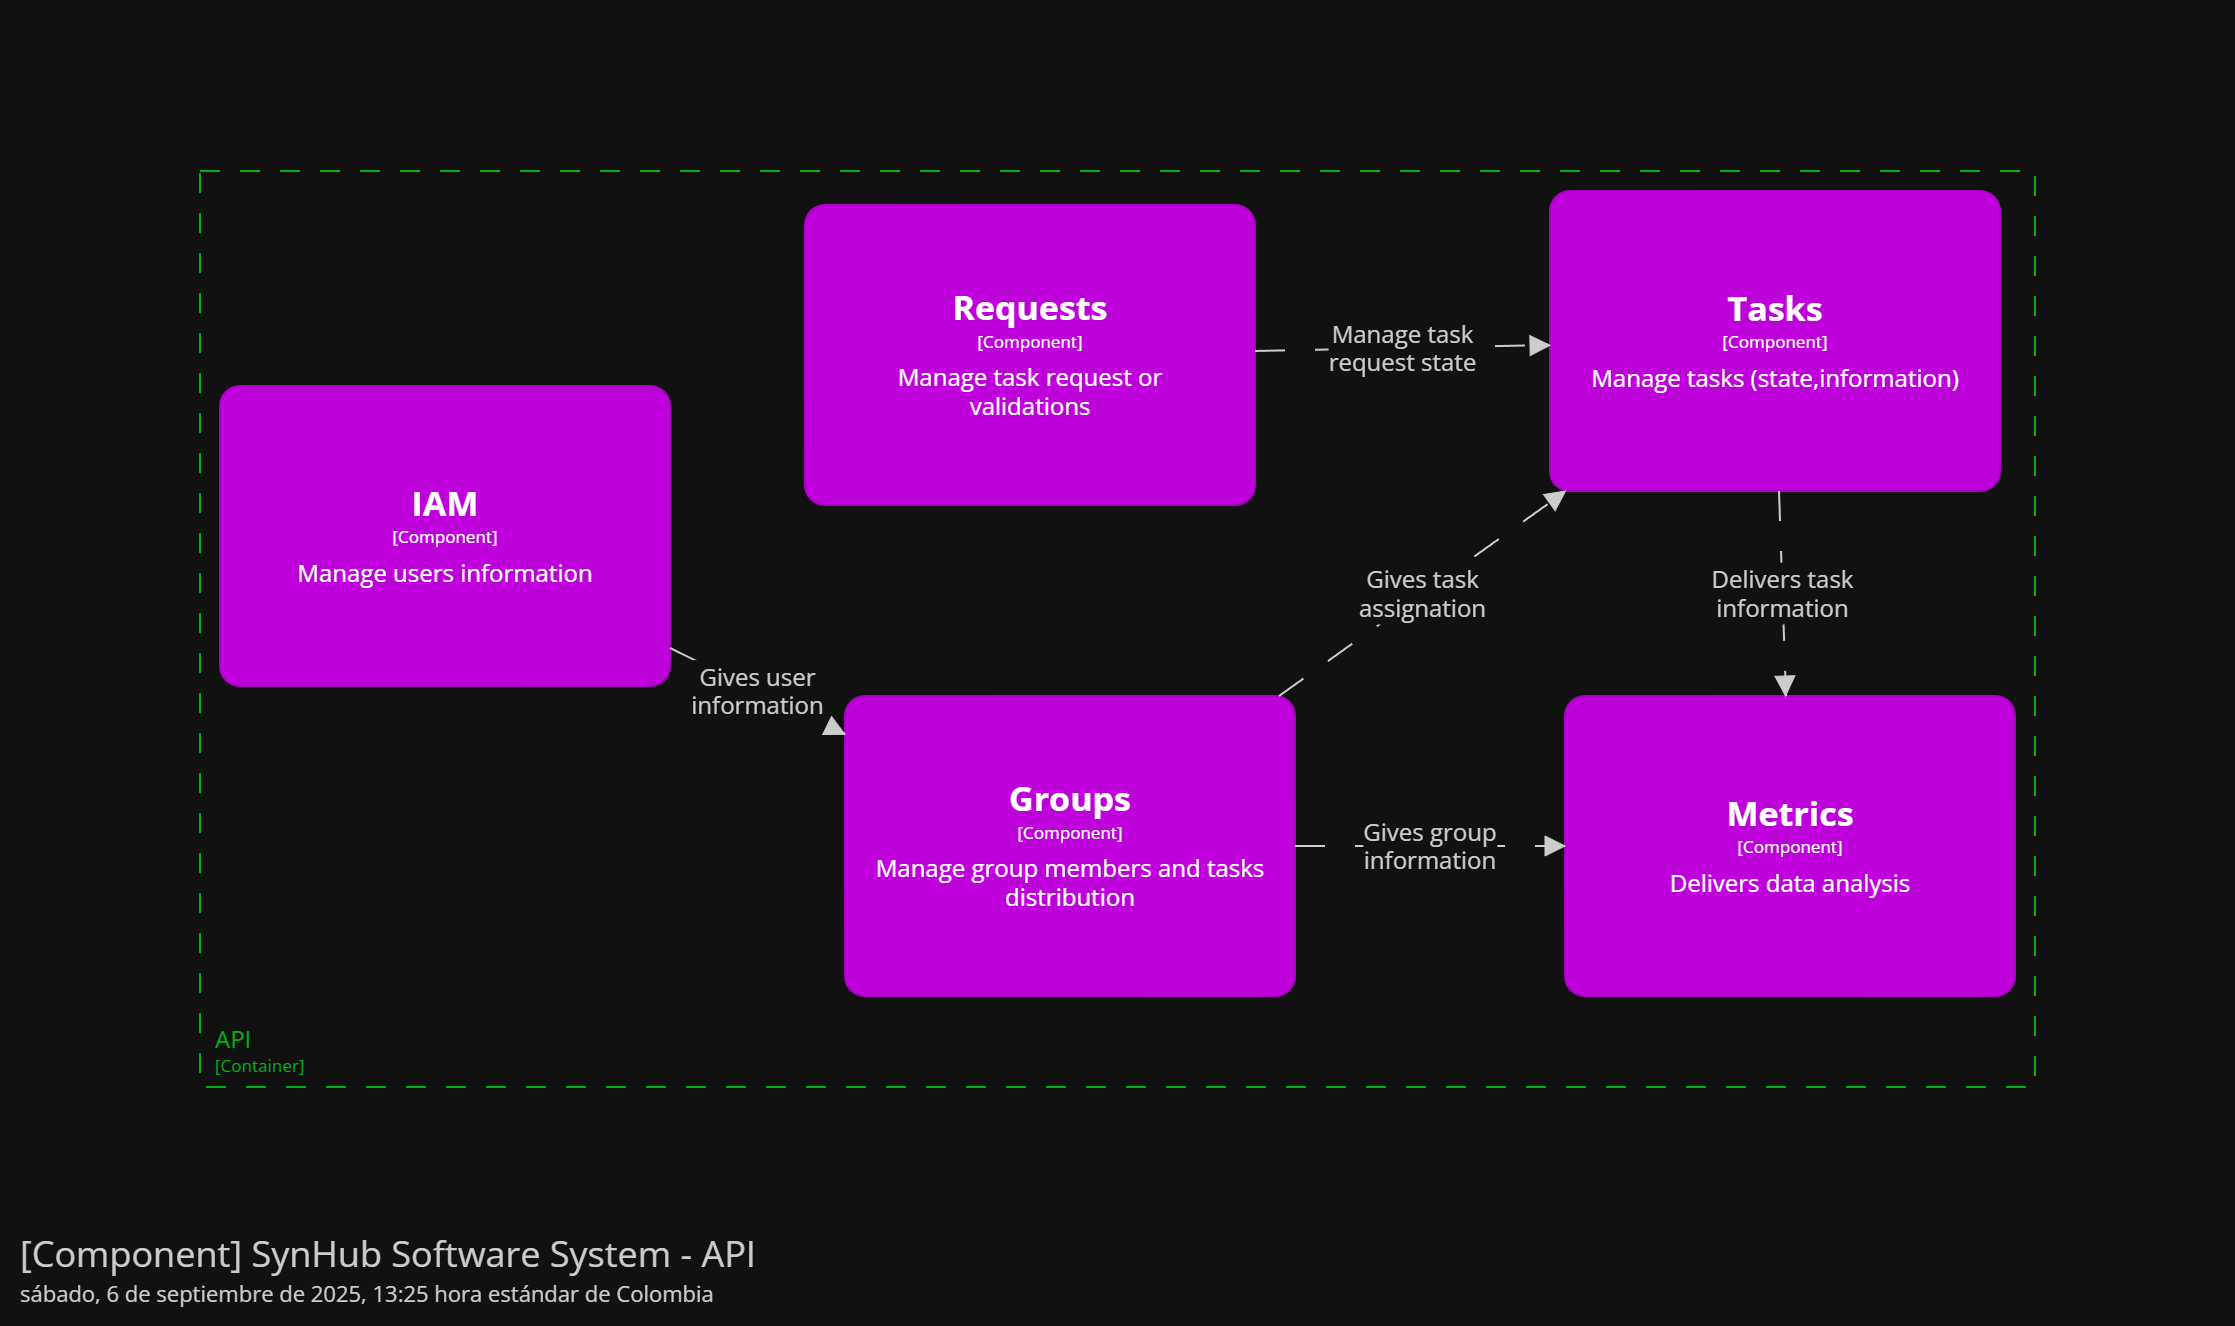 Requests
[Component]
Manage task request or
validations
Manage task
request state
Tasks
[Component]
Manage tasks (state,information)
IAM
[Component]
Manage users information
Gives user
information
Gives task
assignation
Delivers task
information
Groups
[Component]
Manage group members and tasks
distribution
Gives group
information
Metrics
[Component]
Delivers data analysis
API
[Container]
[Component] SynHub Software System - API
sábado, 6 de septiembre de 2025, 13:25 hora estándar de Colombia